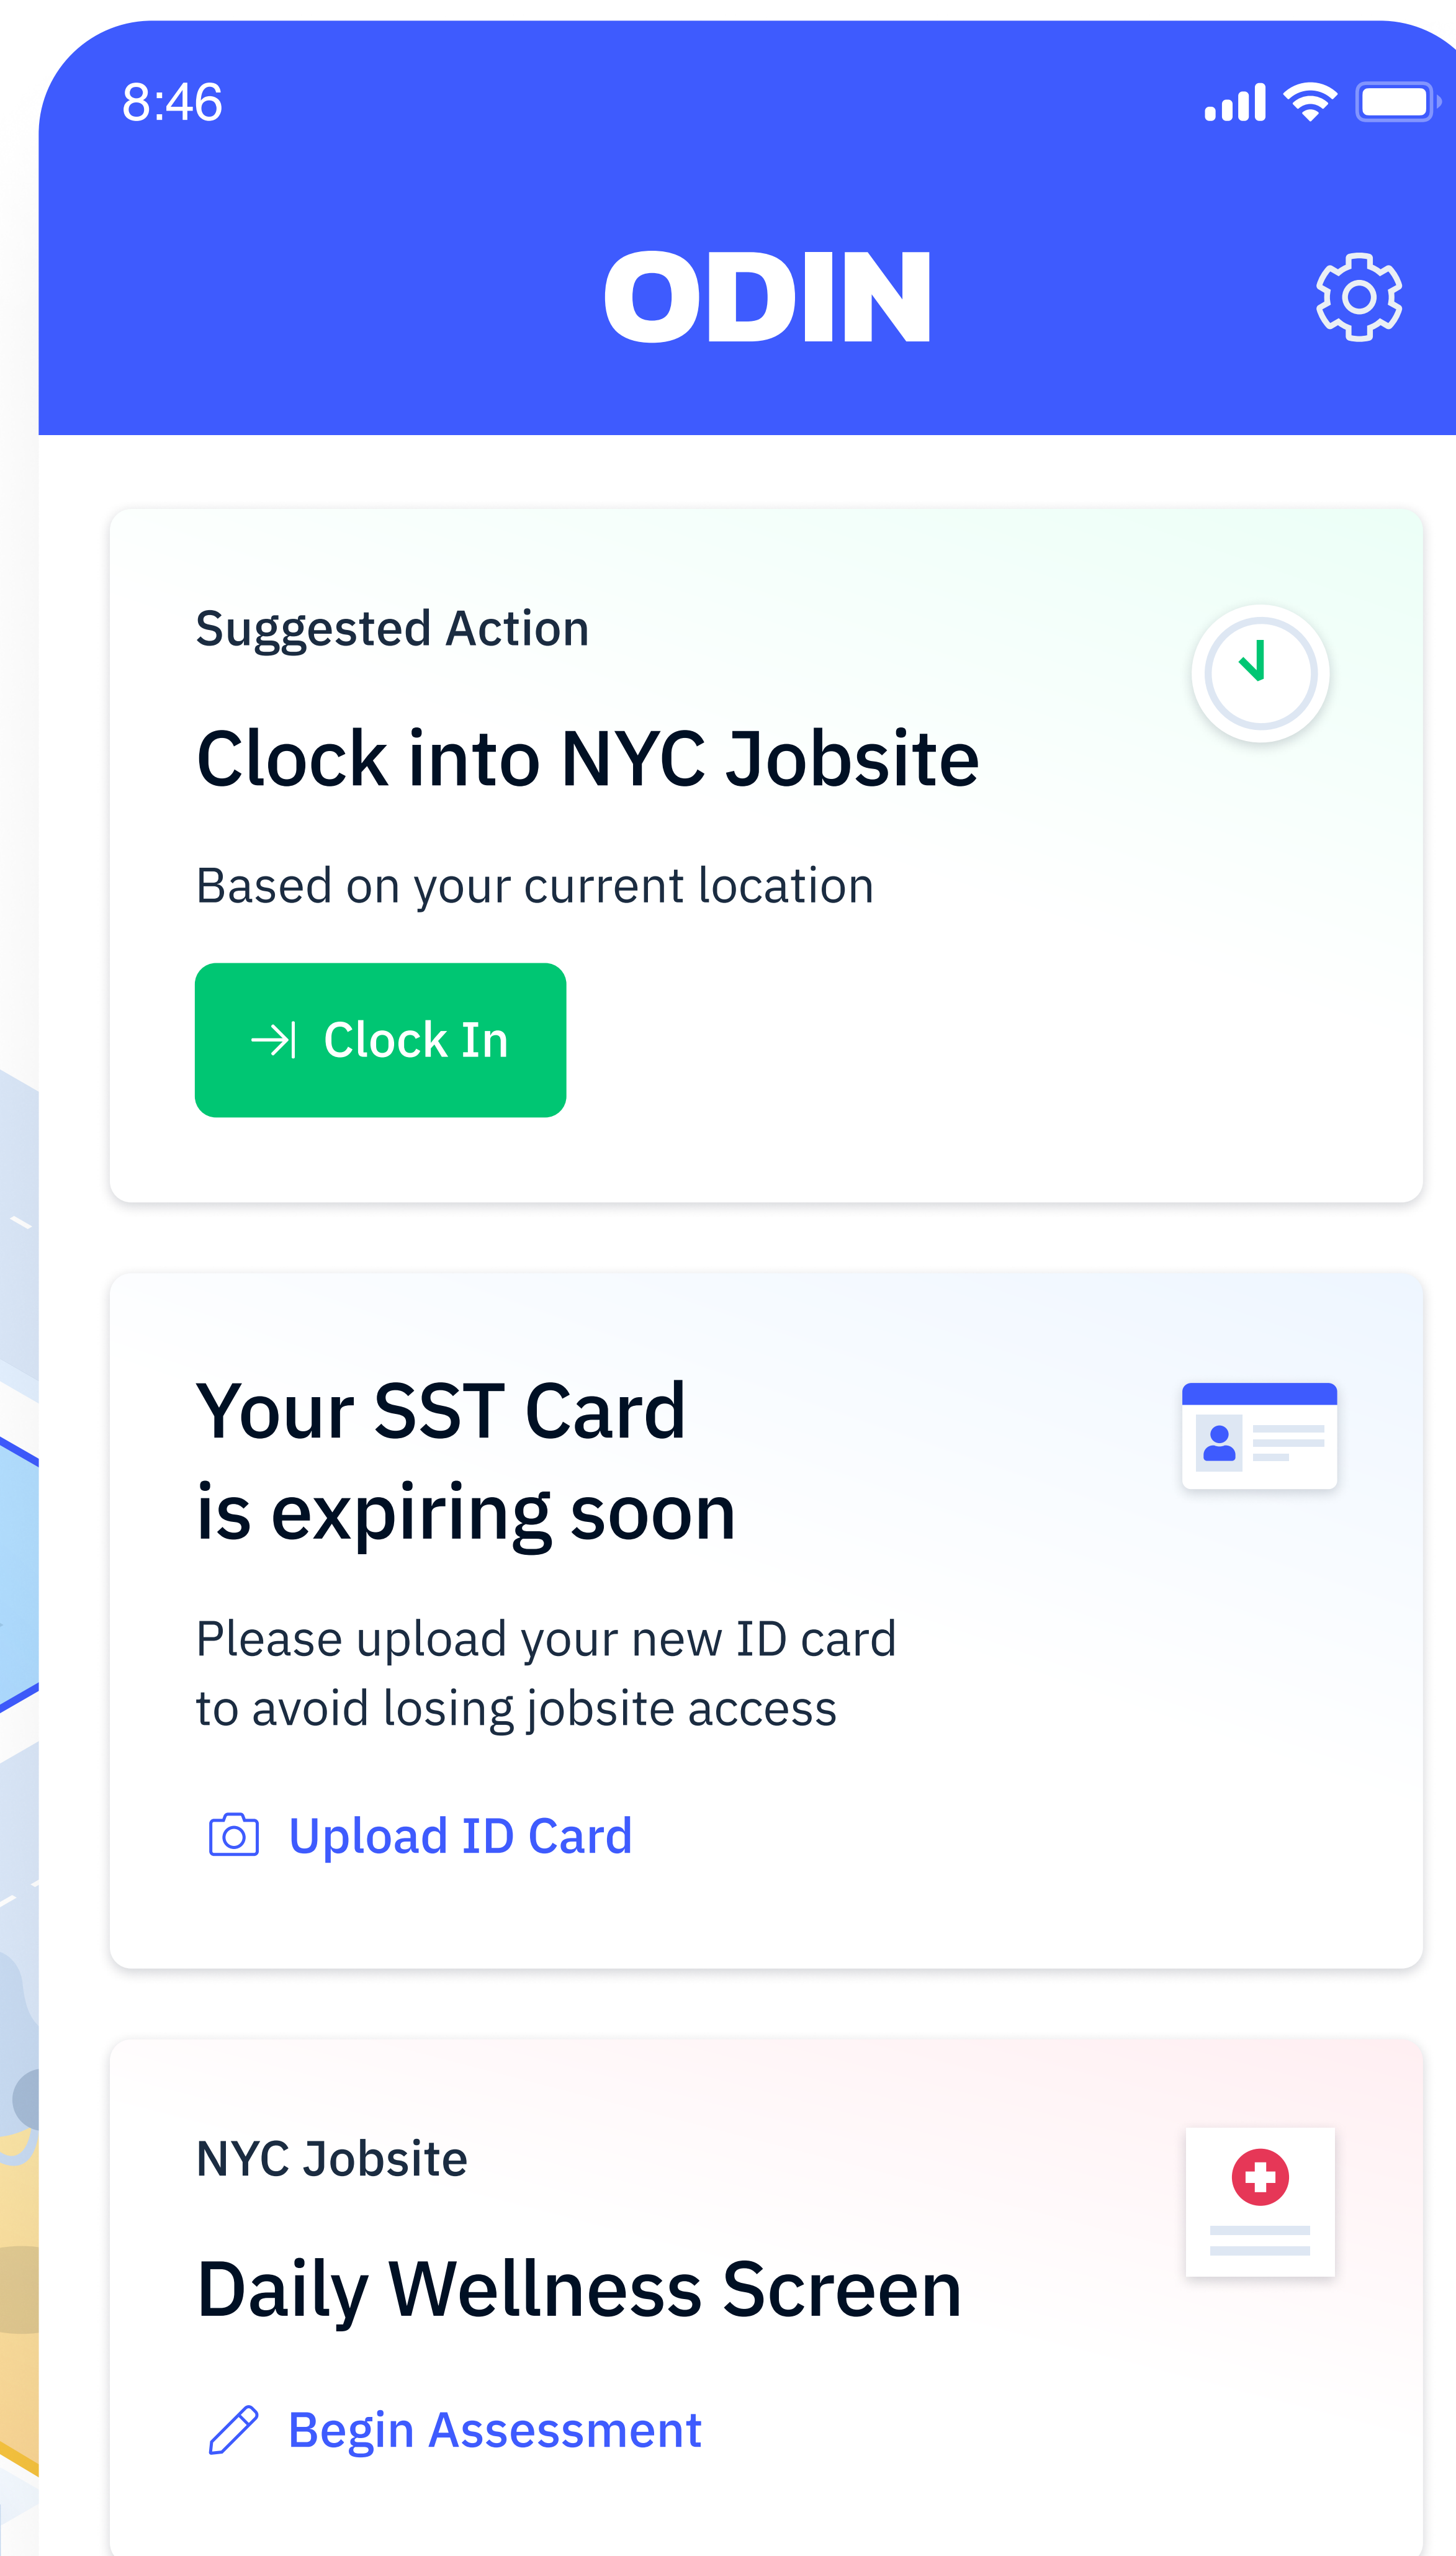 8:46
ODIN
Suggested Action
Clock into NYC Jobsite
Based on your current location
Clock In
Your SST Card
is expiring soon
Please upload your new ID card
to avoid losing jobsite access
Upload ID Card
NYC Jobsite
Daily Wellness Screen
Begin Assessment